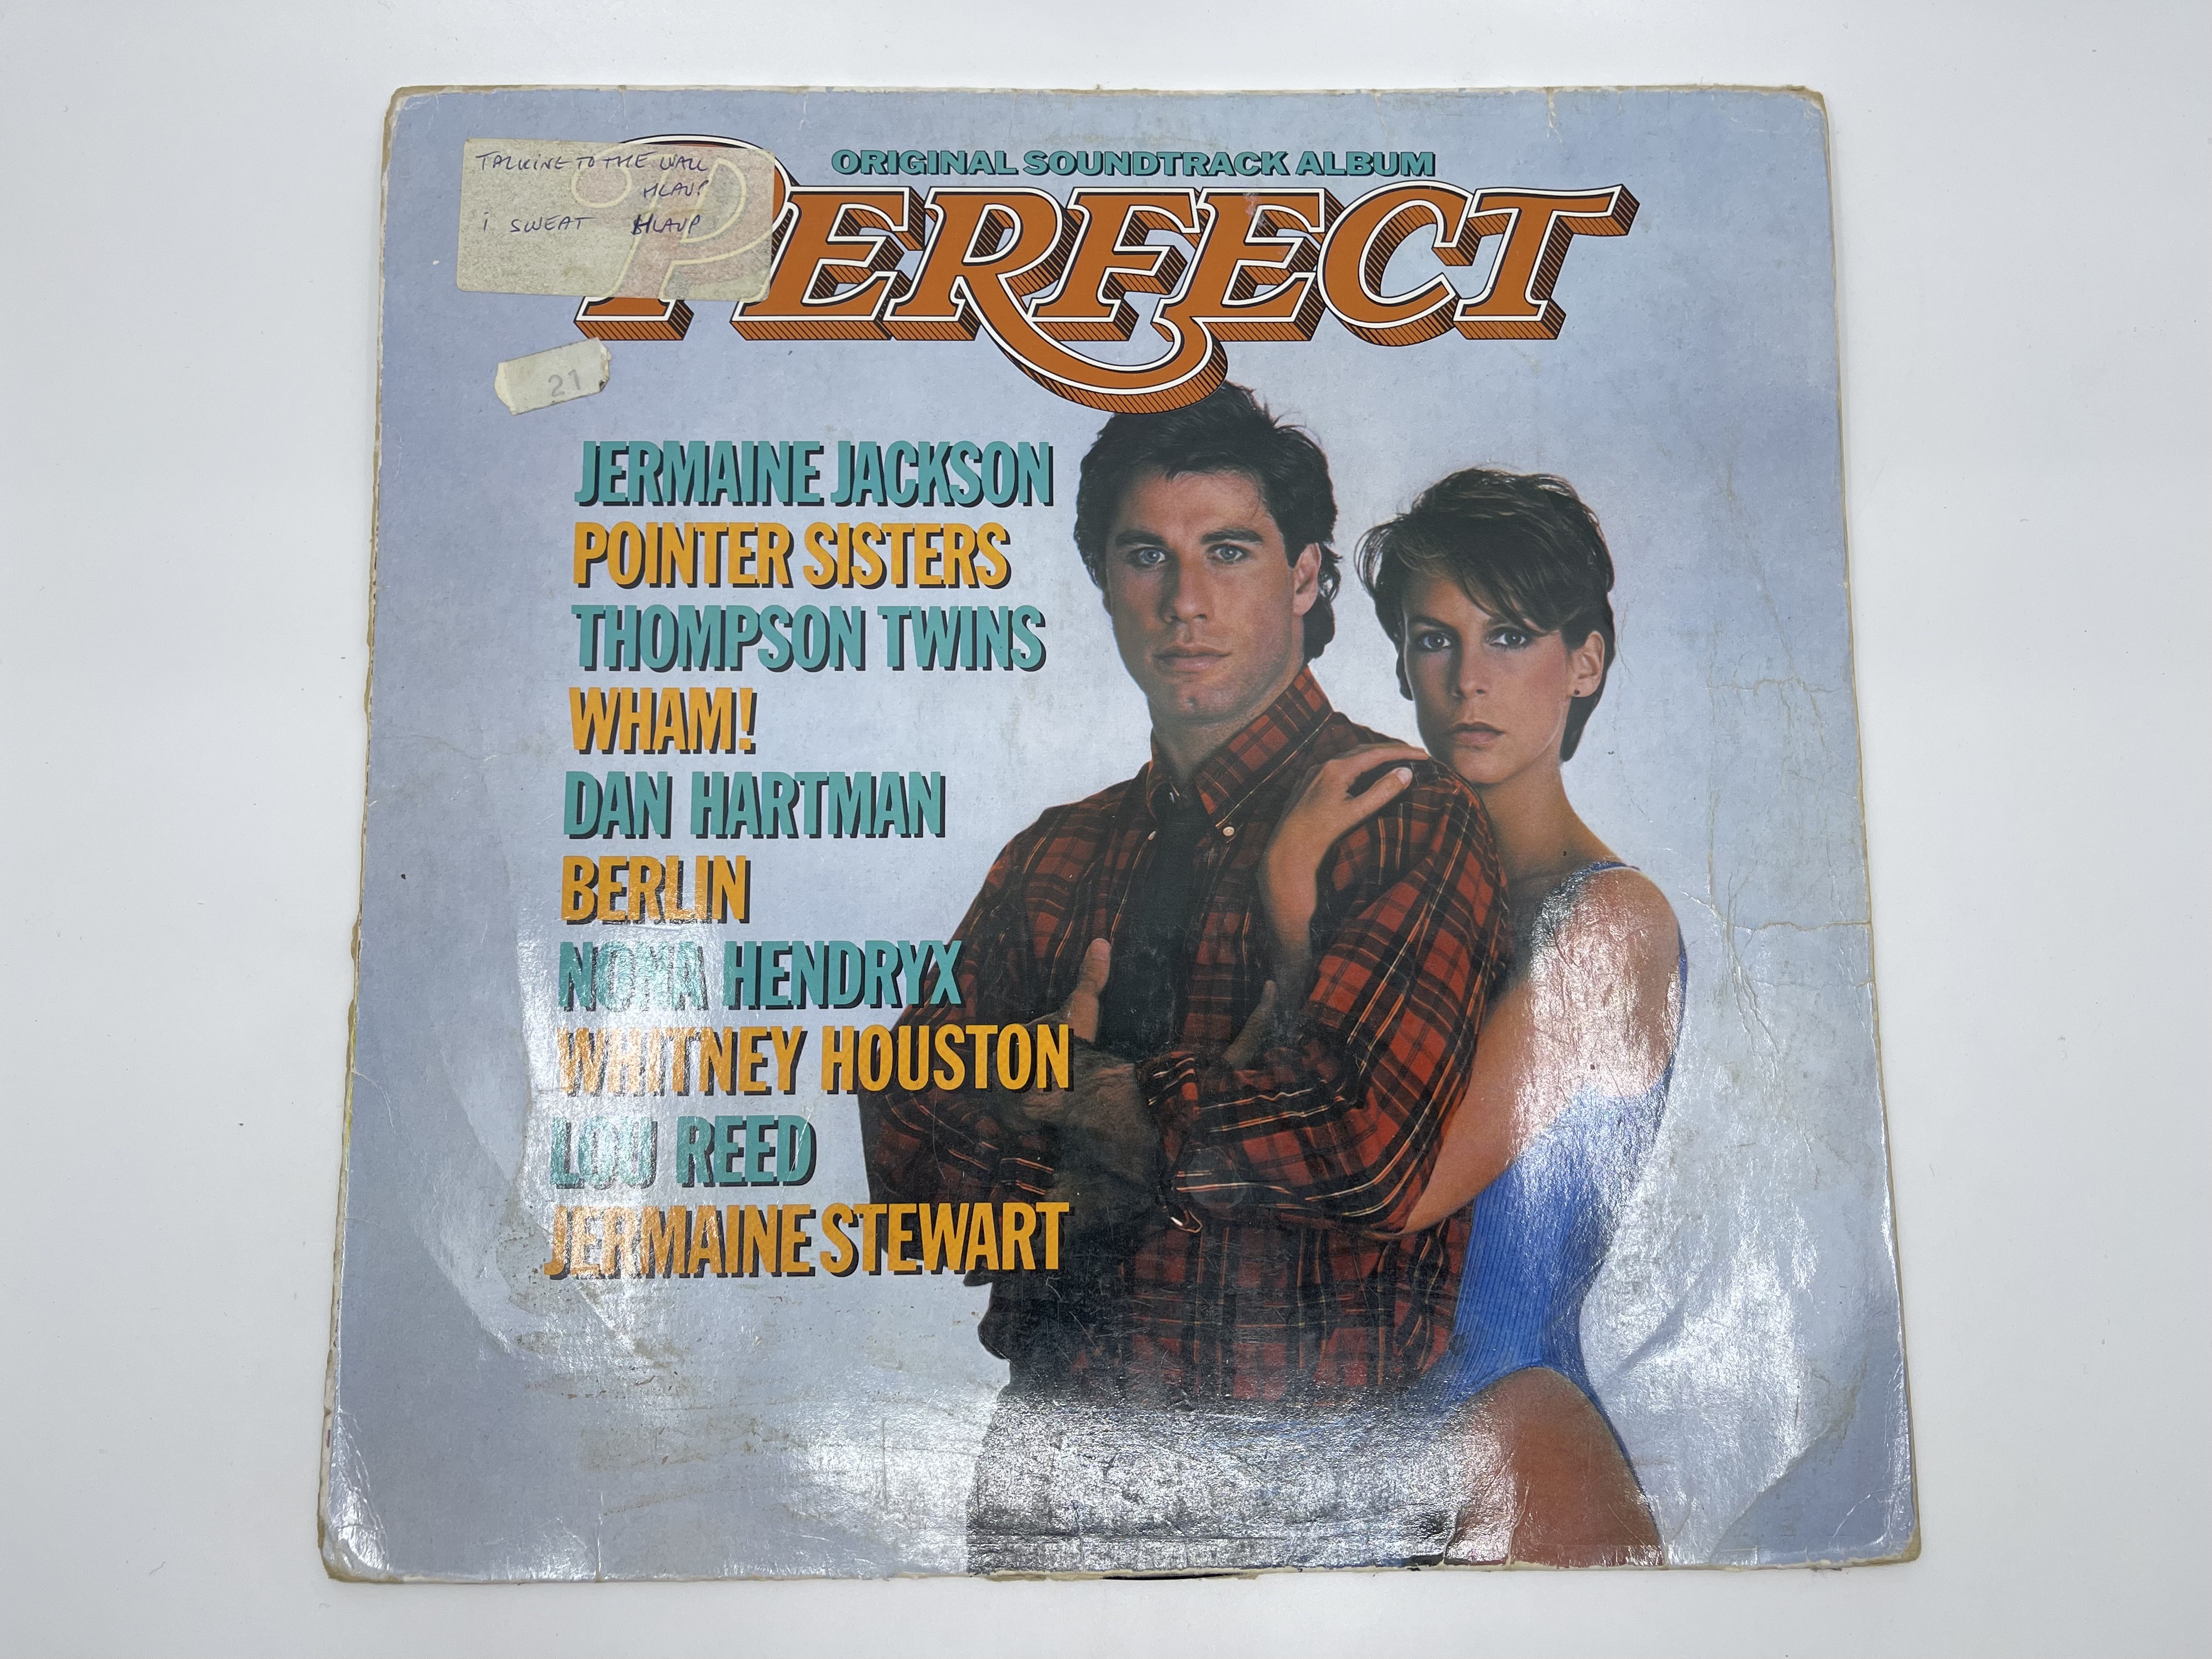 TALKING TO THE WALL
I SWEAT
ORIGINAL SOUNDTRACK ALBUM
PERFECT
21
JERMAINE JACKSON
POINTER SISTERS
THOMPSON TWINS
WHAM!
DAN HARTMAN
BERLIN
NONA HENDRYX
WHITNEY HOUSTON
LOU REED
JERMAINE STEWART